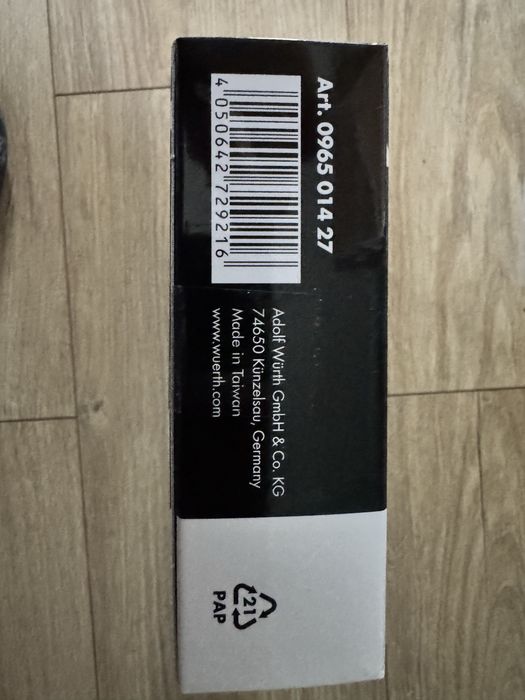 Art. 0965 014 27
4 050642 729216
Adolf Würth GmbH & Co. KG
74650 Künzelsau, Germany
Made in Taiwan
www.wuerth.com
21
PAP